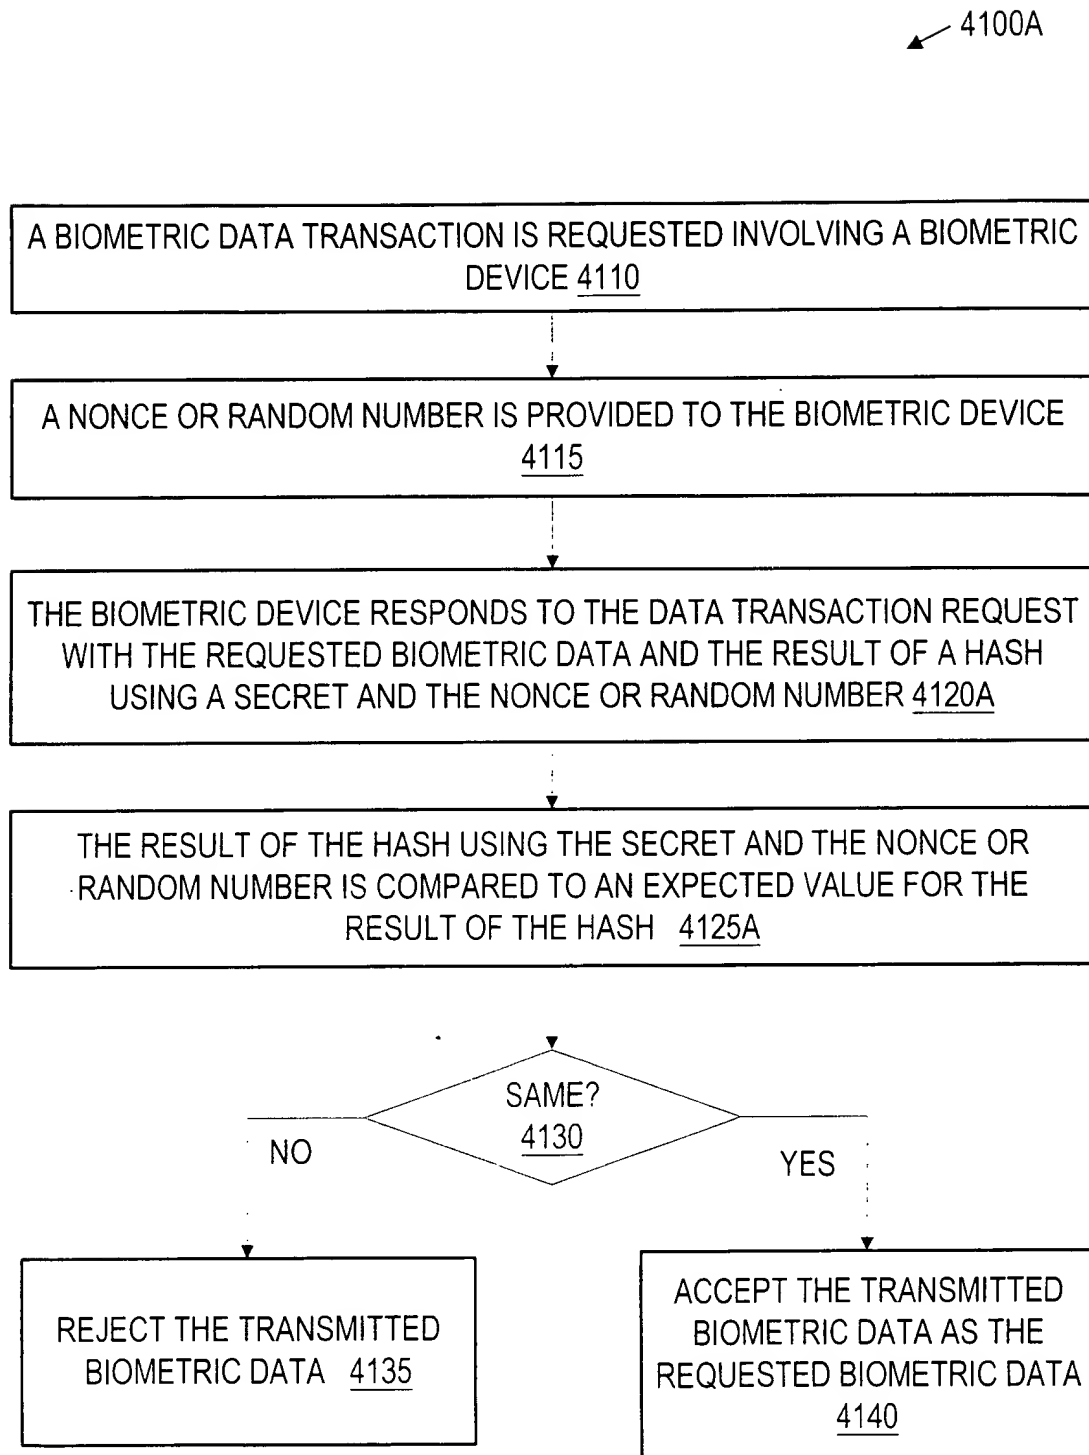 4100A
A BIOMETRIC DATA TRANSACTION IS REQUESTED INVOLVING A BIOMETRIC
DEVICE 4110
A NONCE OR RANDOM NUMBER IS PROVIDED TO THE BIOMETRIC DEVICE
4115
THE BIOMETRIC DEVICE RESPONDS TO THE DATA TRANSACTION REQUEST
WITH THE REQUESTED BIOMETRIC DATA AND THE RESULT OF A HASH
USING A SECRET AND THE NONCE OR RANDOM NUMBER 4120A
THE RESULT OF THE HASH USING THE SECRET AND THE NONCE OR
RANDOM NUMBER IS COMPARED TO AN EXPECTED VALUE FOR THE
RESULT OF THE HASH 4125A
SAME?
4130
NO
YES
REJECT THE TRANSMITTED
BIOMETRIC DATA 4135
ACCEPT THE TRANSMITTED
BIOMETRIC DATA AS THE
REQUESTED BIOMETRIC DATA
4140